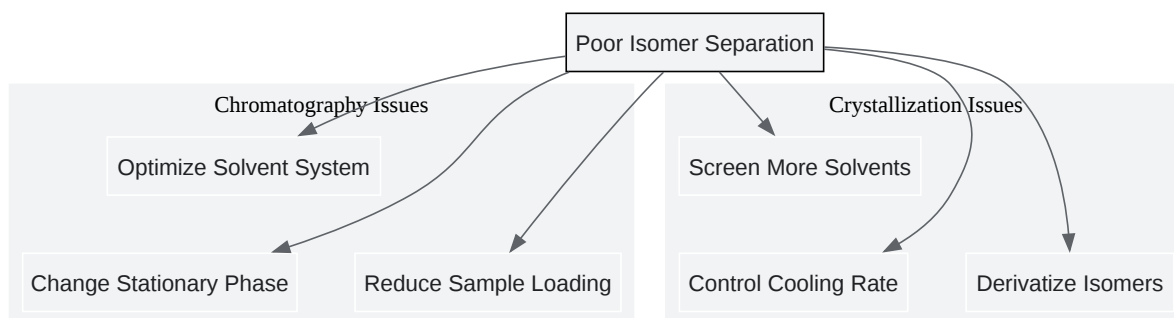 Poor Isomer Separation
Chromatography Issues
Crystallization Issues
Optimize Solvent System
Screen More Solvents
Change Stationary Phase
Reduce Sample Loading
Control Cooling Rate
Derivatize Isomers